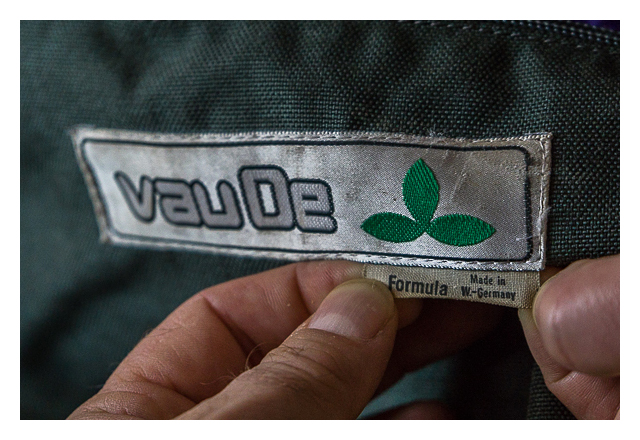 vauDe
Formula
Made in
W.-Germany